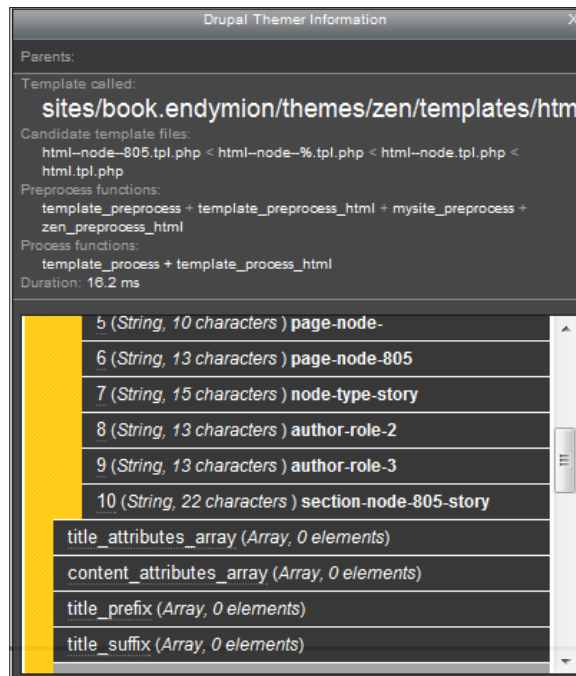 Drupal Themer Information X
Parents:
Template called:
sites/book.endymion/themes/zen/templates/htm
Candidate template files:
html--node--805.tpl.php < html--node--%.tpl.php < html--node.tpl.php <
html.tpl.php
Preprocess functions:
template_preprocess + template_preprocess_html + mysite_preprocess +
zen_preprocess_html
Process functions:
template_process + template_process_html
Duration: 16.2 ms
5 (String, 10 characters ) page-node-
6 (String, 13 characters ) page-node-805
7 (String, 15 characters ) node-type-story
8 (String, 13 characters ) author-role-2
9 (String, 13 characters ) author-role-3
10 (String, 22 characters ) section-node-805-story
title_attributes_array (Array, 0 elements)
content_attributes_array (Array, 0 elements)
title_prefix (Array, 0 elements)
title_suffix (Array, 0 elements)